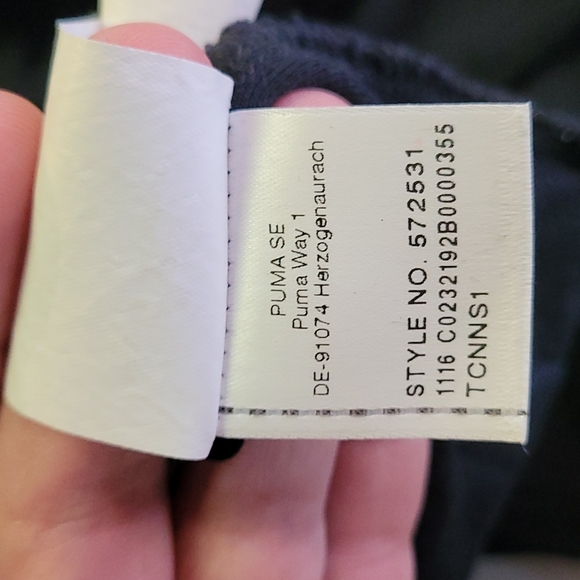 PUMA SE
Puma Way 1
DE-91074 Herzogenaurach
STYLE NO. 572531
1116 C0232192B0000355
TCNNS1